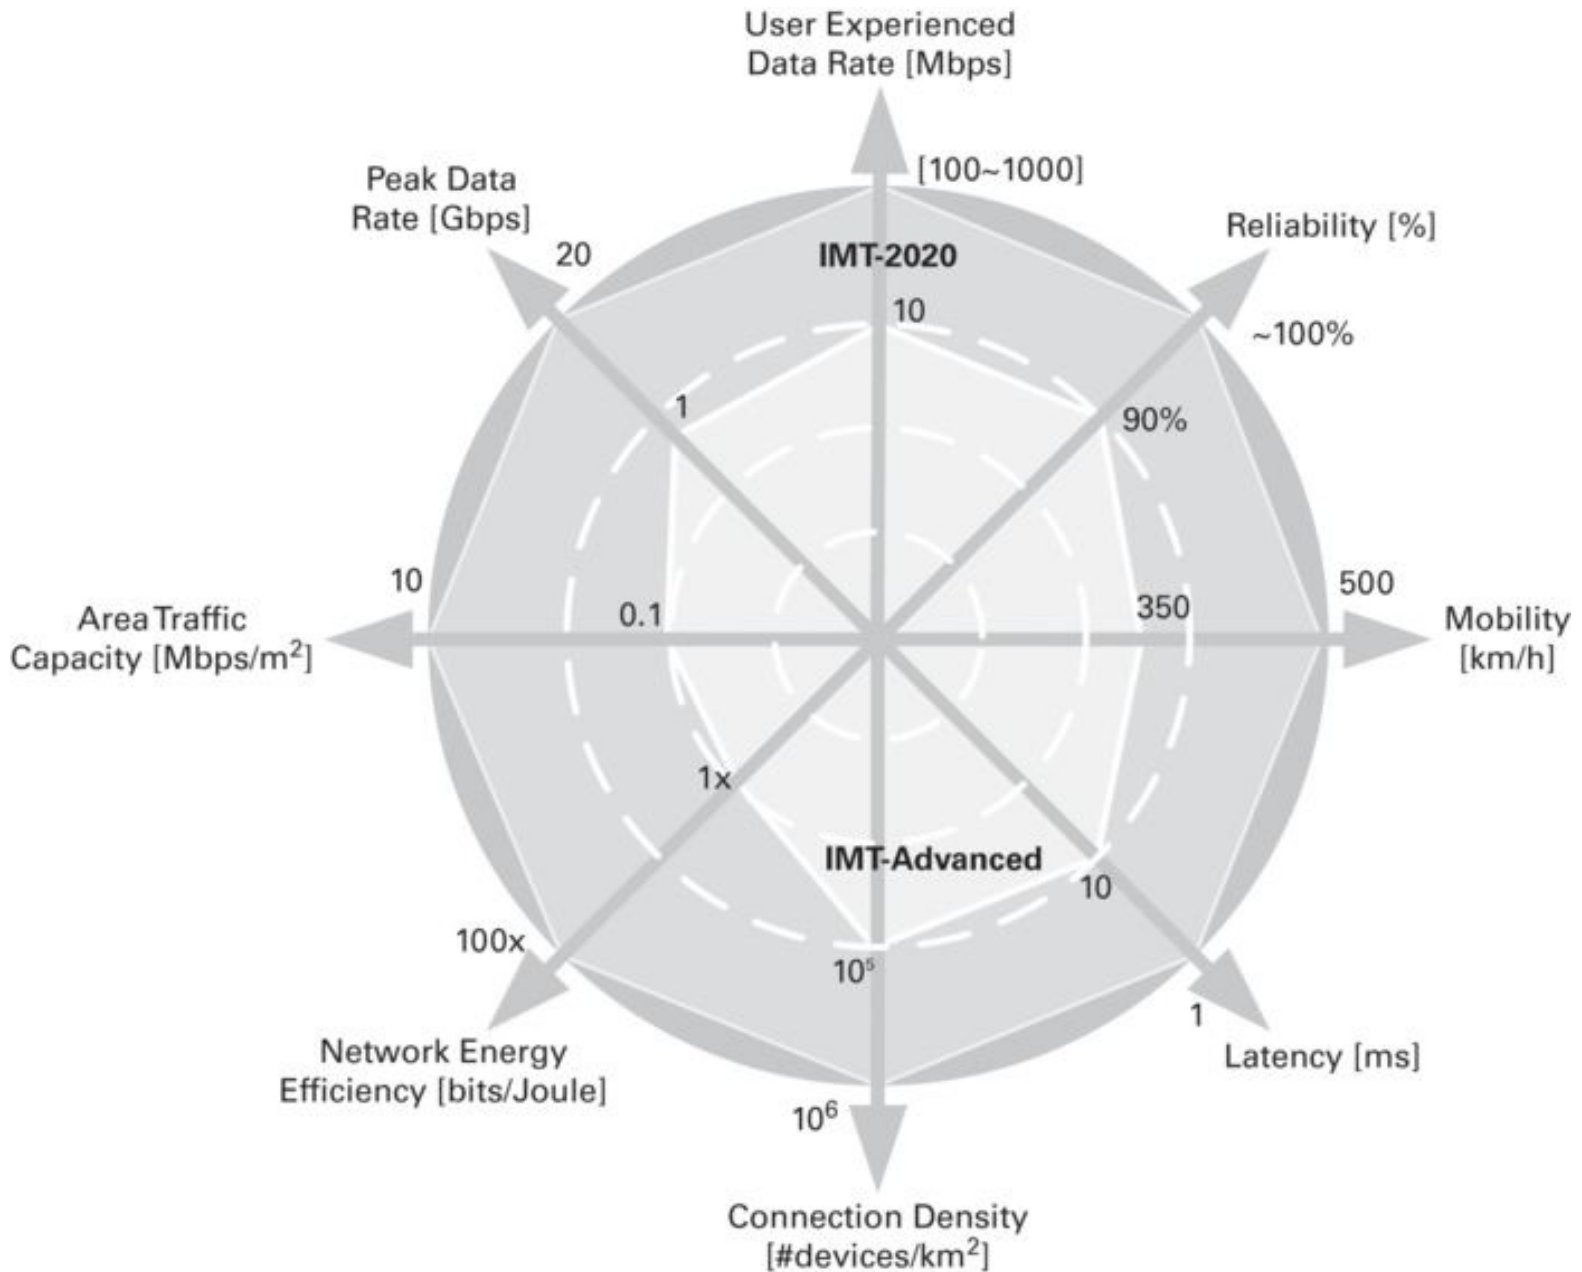 User Experienced
Data Rate [Mbps]
[100~1000]
Peak Data
Rate [Gbps]
20
Reliability [%]
~100%
IMT-2020
10
1
90%
10
0.1
350
500
Area Traffic
Capacity [Mbps/m²]
Mobility
[km/h]
1x
IMT-Advanced
10
100x
10⁵
1
Network Energy
Efficiency [bits/Joule]
Latency [ms]
10⁶
Connection Density
[#devices/km²]